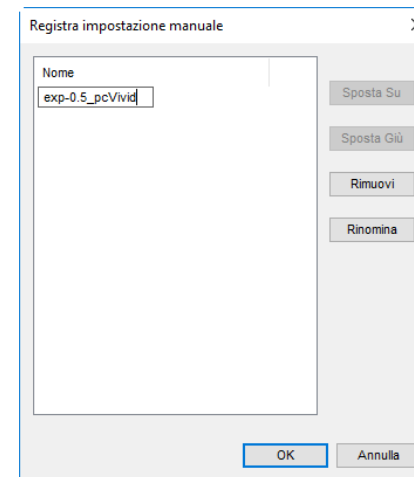 Registra impostazione manuale
Nome
exp-0.5_pcVivid
Sposta Su
Sposta Giù
Rimuovi
Rinomina
OK
Annulla